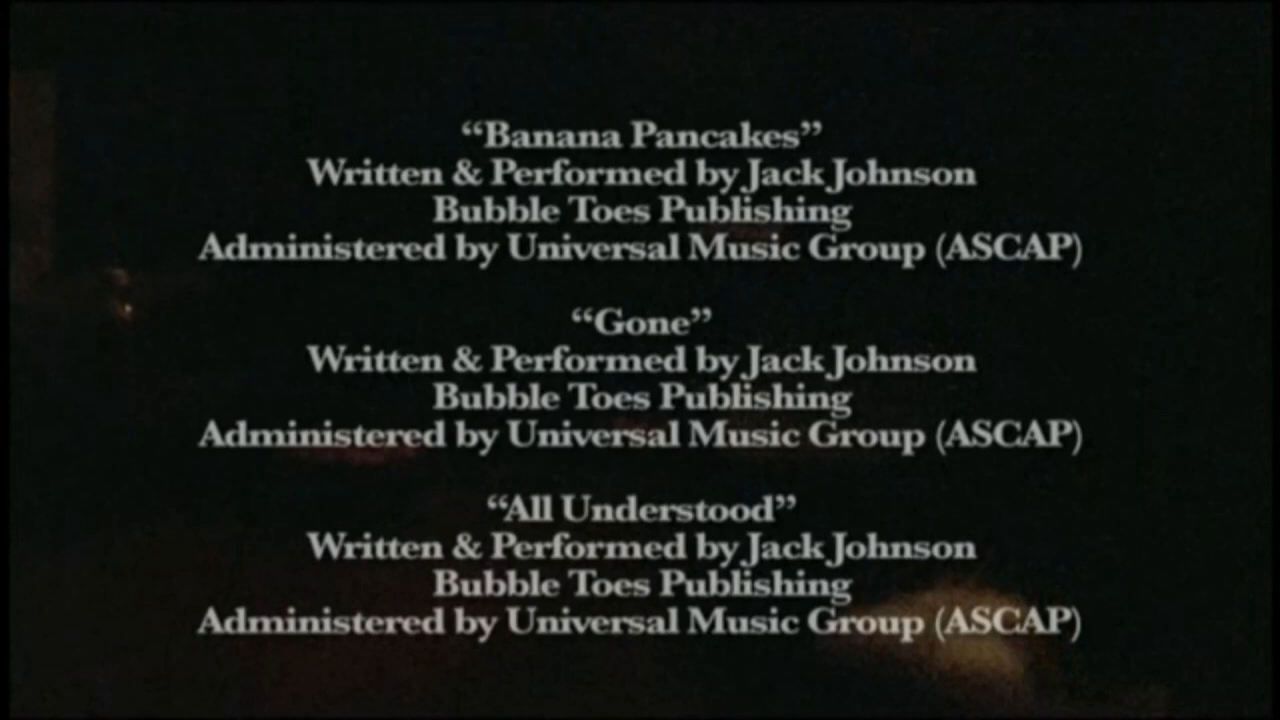 “Banana Pancakes”
Written & Performed by Jack Johnson
Bubble Toes Publishing
Administered by Universal Music Group (ASCAP)
“Gone”
Written & Performed by Jack Johnson
Bubble Toes Publishing
Administered by Universal Music Group (ASCAP)
“All Understood”
Written & Performed by Jack Johnson
Bubble Toes Publishing
Administered by Universal Music Group (ASCAP)